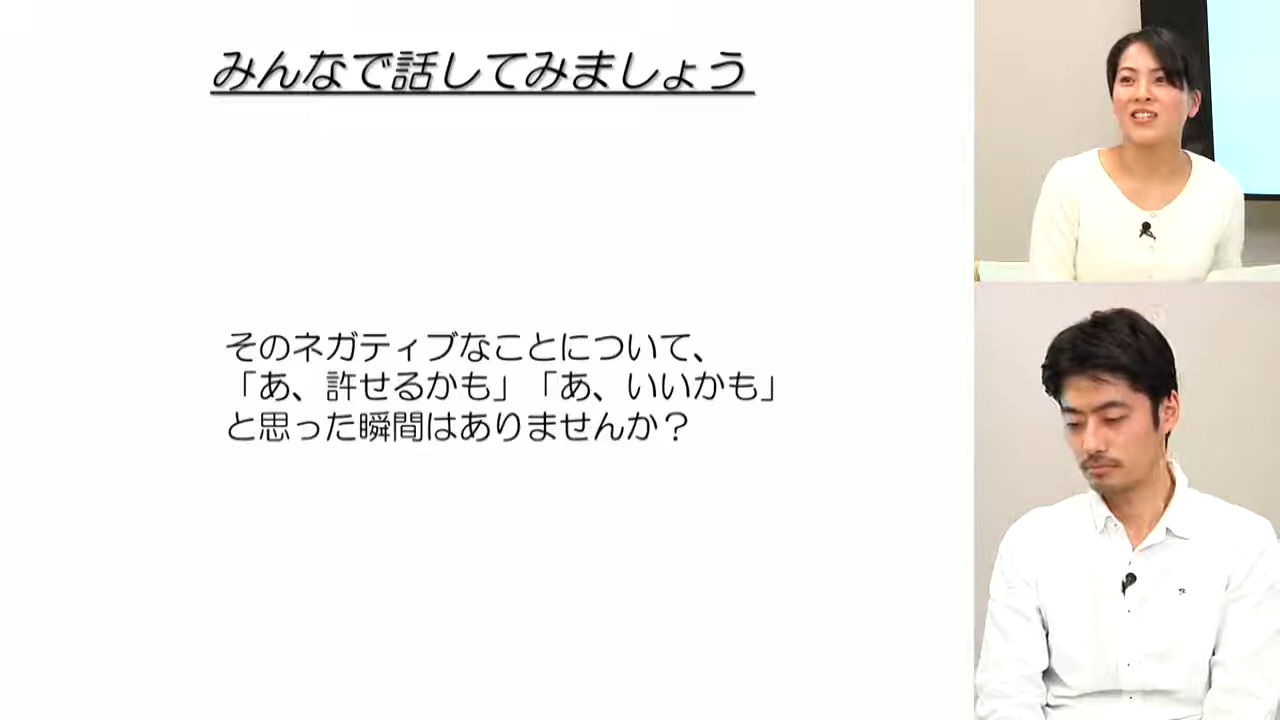 みんなで話してみましょう
そのネガティブなことについて、
「あ、許せるかも」「あ、いいかも」
と思った瞬間はありませんか？